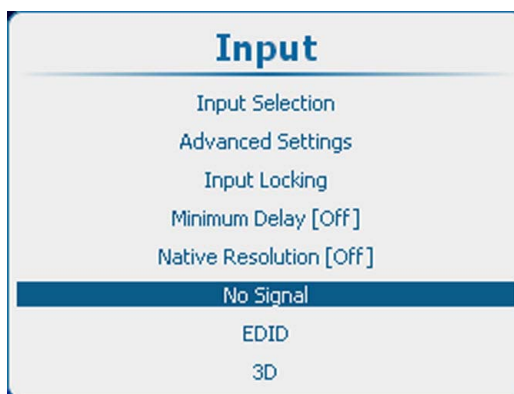 Input
Input Selection
Advanced Settings
Input Locking
Minimum Delay [Off]
Native Resolution [Off]
No Signal
EDID
3D